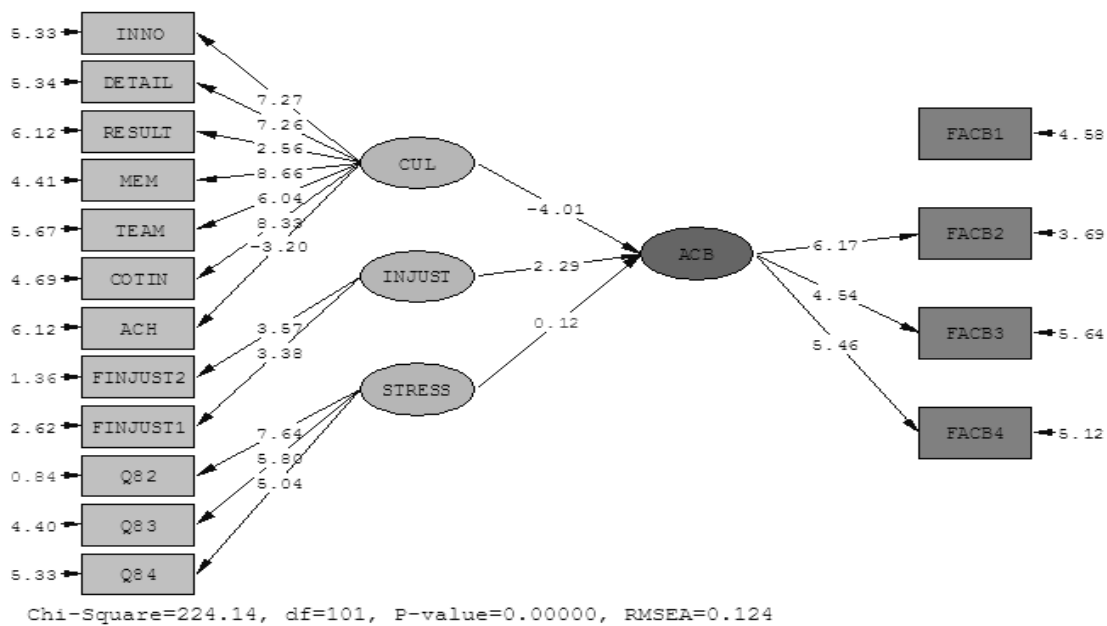 5.33 INNO
5.34 DETAIL
7.27
7.26
6.12 RESULT
2.56
FACB1 4.58
CUL
4.41 MEM
8.66
6.04
-4.01
5.67 TEAM
8.33
-3.20
6.17
FACB2 3.69
ACB
4.69 COTIN
INJUST
2.29
4.54
6.12 ACH
3.57
0.12
FACB3 5.64
3.38
5.46
1.36 FINJUST2
STRESS
2.62 FINJUST1
7.64
FACB4 5.12
5.80
0.84 Q82
5.04
4.40 Q83
5.33 Q84
Chi-Square=224.14, df=101, P-value=0.00000, RMSEA=0.124